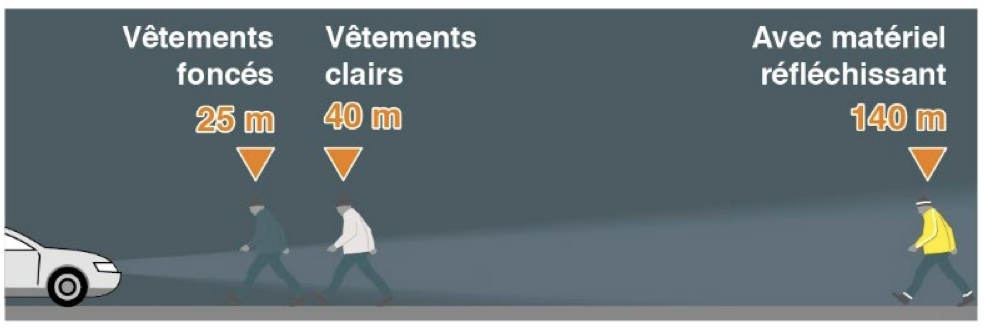 Vêtements
foncés
25 m
Vêtements
clairs
40 m
Avec matériel
réfléchissant
140 m